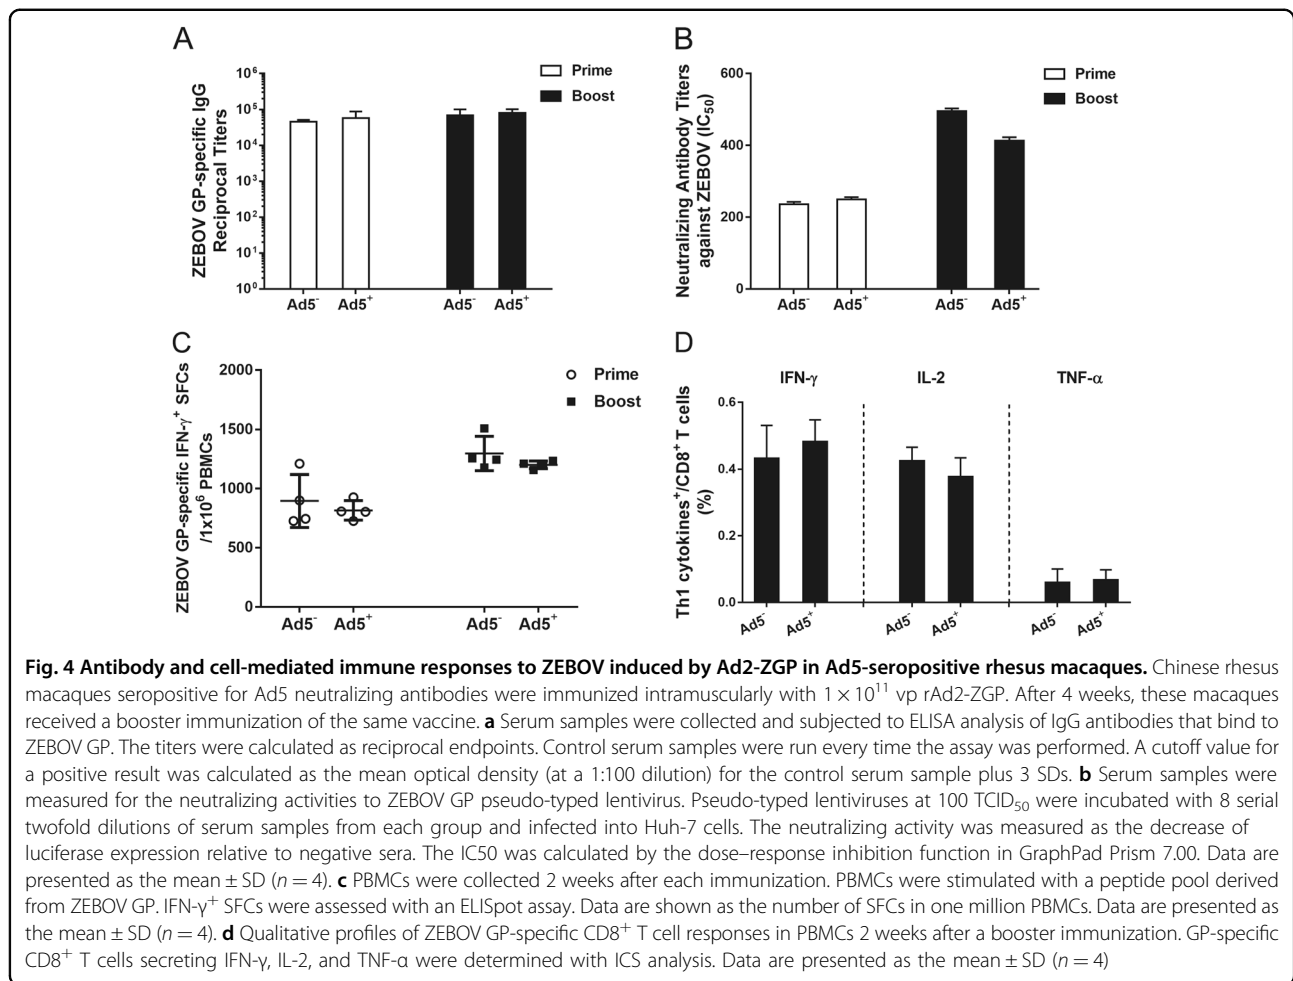 A
ZEBOV GP-specific IgG
Reciprocal Titers
10⁶
10⁵
10⁴
10³
10²
10¹
10⁰
Ad5⁻ Ad5⁺ Ad5⁻ Ad5⁺
Prime
Boost
B
Neutralizing Antibody Titers
against ZEBOV (IC₅₀)
600
400
200
0
Ad5⁻ Ad5⁺ Ad5⁻ Ad5⁺
Prime
Boost
C
ZEBOV GP-specific IFN-γ⁺ SFCs
/1x10⁶ PBMCs
2000
1500
1000
500
0
Ad5⁻ Ad5⁺ Ad5⁻ Ad5⁺
Prime
Boost
D
Th1 cytokines⁺/CD8⁺ T cells
(%)
IFN-γ IL-2 TNF-α
0.6
0.4
0.2
0.0
Ad5⁻ Ad5⁺ Ad5⁻ Ad5⁺ Ad5⁻ Ad5⁺
Fig. 4 Antibody and cell-mediated immune responses to ZEBOV induced by Ad2-ZGP in Ad5-seropositive rhesus macaques. Chinese rhesus
macaques seropositive for Ad5 neutralizing antibodies were immunized intramuscularly with 1 × 10¹¹ vp rAd2-ZGP. After 4 weeks, these macaques
received a booster immunization of the same vaccine. a Serum samples were collected and subjected to ELISA analysis of IgG antibodies that bind to
ZEBOV GP. The titers were calculated as reciprocal endpoints. Control serum samples were run every time the assay was performed. A cutoff value for
a positive result was calculated as the mean optical density (at a 1:100 dilution) for the control serum sample plus 3 SDs. b Serum samples were
measured for the neutralizing activities to ZEBOV GP pseudo-typed lentivirus. Pseudo-typed lentiviruses at 100 TCID₅₀ were incubated with 8 serial
twofold dilutions of serum samples from each group and infected into Huh-7 cells. The neutralizing activity was measured as the decrease of
luciferase expression relative to negative sera. The IC50 was calculated by the dose–response inhibition function in GraphPad Prism 7.00. Data are
presented as the mean ± SD (n = 4). c PBMCs were collected 2 weeks after each immunization. PBMCs were stimulated with a peptide pool derived
from ZEBOV GP. IFN-γ⁺ SFCs were assessed with an ELISpot assay. Data are shown as the number of SFCs in one million PBMCs. Data are presented as
the mean ± SD (n = 4). d Qualitative profiles of ZEBOV GP-specific CD8⁺ T cell responses in PBMCs 2 weeks after a booster immunization. GP-specific
CD8⁺ T cells secreting IFN-γ, IL-2, and TNF-α were determined with ICS analysis. Data are presented as the mean ± SD (n = 4)